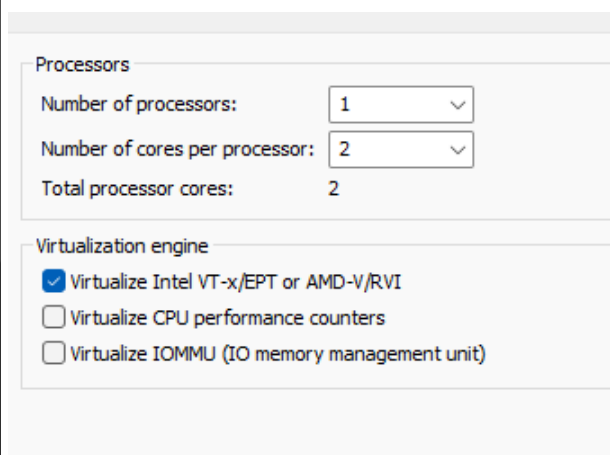 Processors
Number of processors: 1
Number of cores per processor: 2
Total processor cores: 2
Virtualization engine
Virtualize Intel VT-x/EPT or AMD-V/RVI
Virtualize CPU performance counters
Virtualize IOMMU (IO memory management unit)